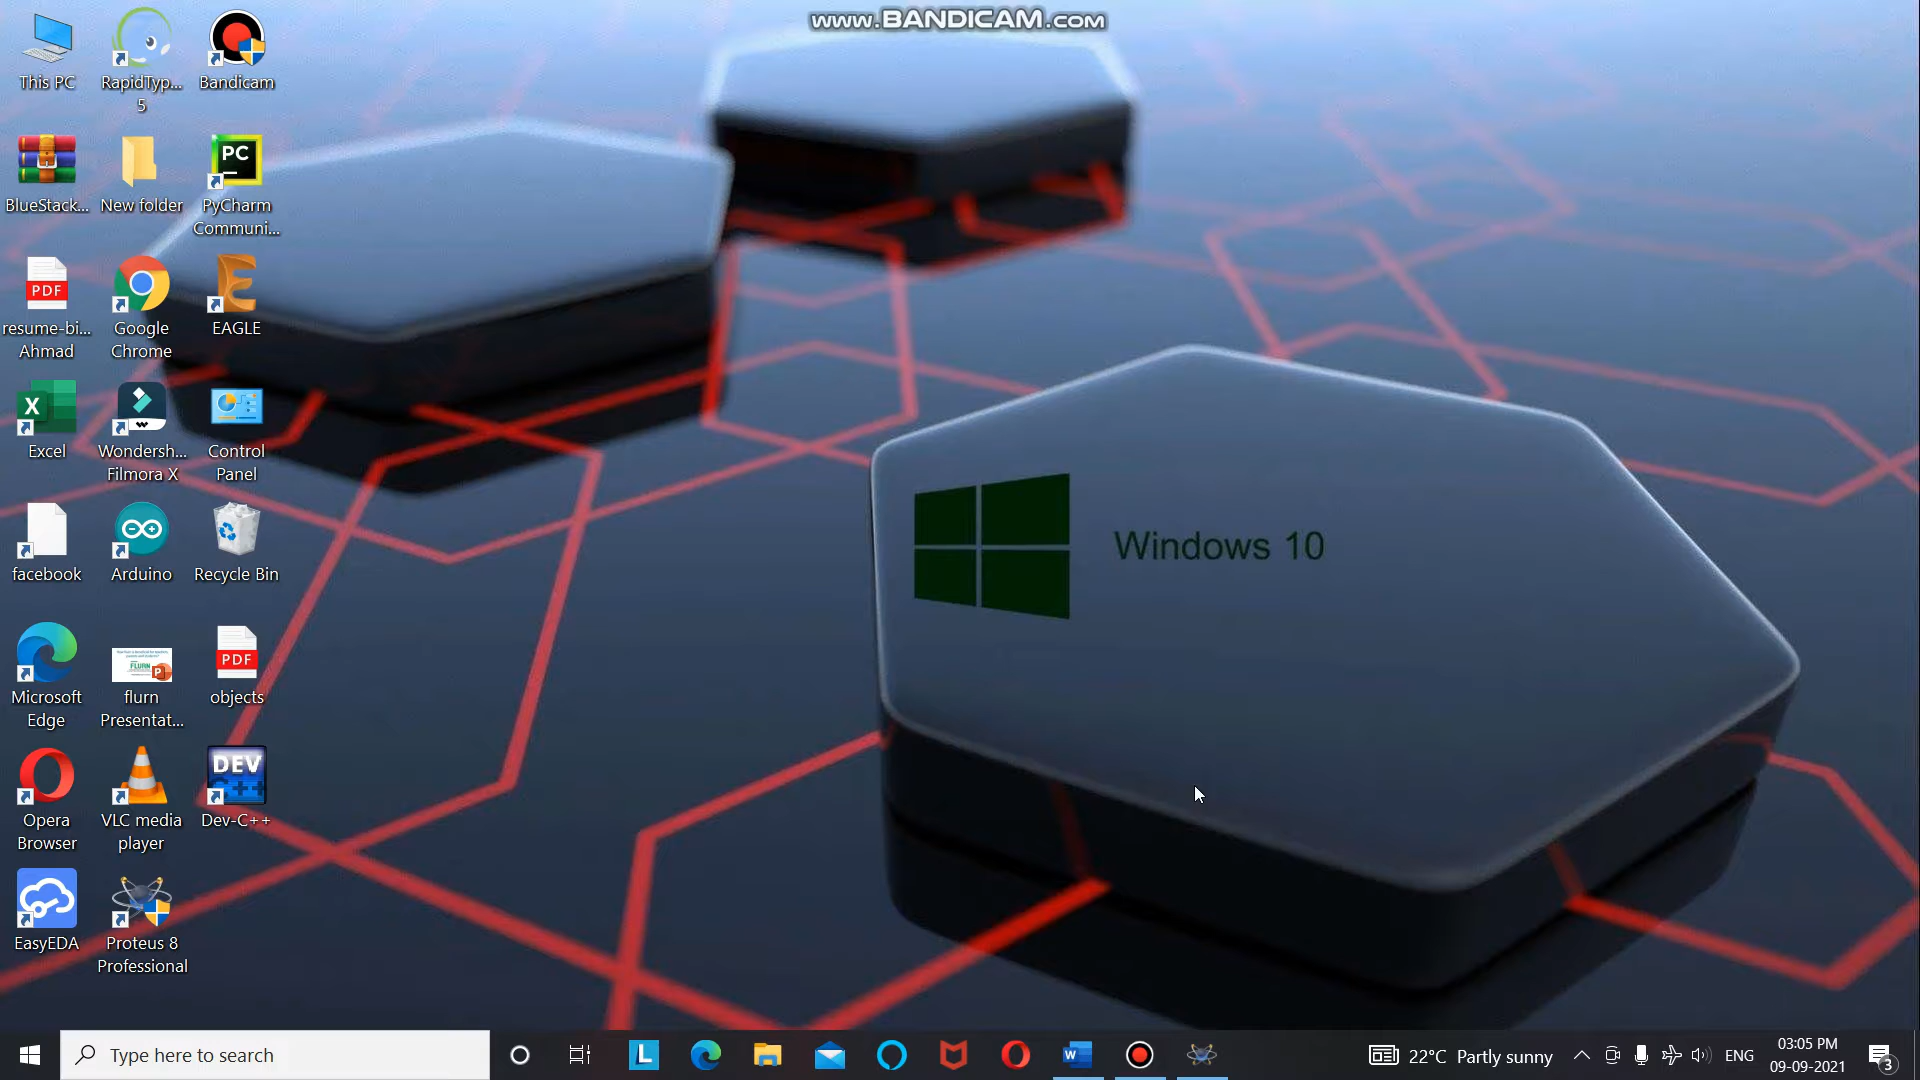 www.BANDICAM.com
This PC
RapidTyp...
5
Bandicam
BlueStack...
New folder
PC
PyCharm
Communi...
PDF
resume-bi...
Ahmad
Google
Chrome
EAGLE
X
Excel
Wondersh...
Filmora X
Control
Panel
facebook
Arduino
Recycle Bin
Windows 10
Microsoft
Edge
FLURN
P
flurn
Presentat...
PDF
objects
Opera
Browser
VLC media
player
DEV
C++
Dev-C++
EasyEDA
Proteus 8
Professional
Type here to search
L
W
22°C Partly sunny
ENG
03:05 PM
09-09-2021
3